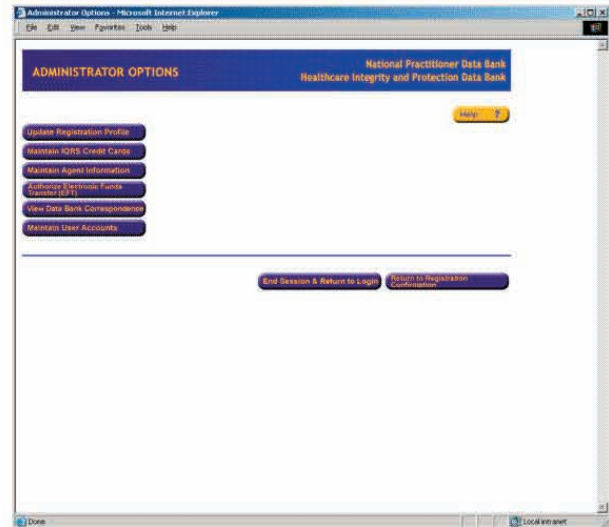 Administrator Options - Microsoft Internet Explorer
File Edit View Favorites Tools Help
ADMINISTRATOR OPTIONS
National Practitioner Data Bank
Healthcare Integrity and Protection Data Bank
Help ?
Update Registration Profile
Maintain IQRS Credit Cards
Maintain Agent Information
Authorize Electronic Funds
Transfer (EFT)
View Data Bank Correspondence
Maintain User Accounts
End Session & Return to Login
Return to Registration
Confirmation
Done
Local intranet